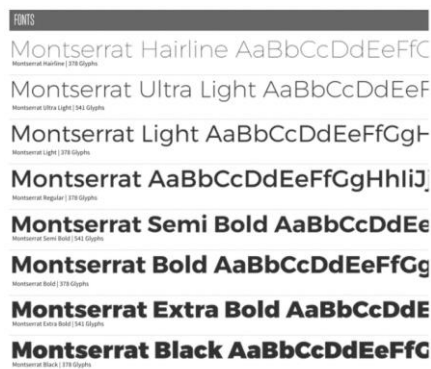 FONTS
Montserrat Hairline AaBbCcDdEeFfG
Montserrat Hairline | 378 Glyphs
Montserrat Ultra Light AaBbCcDdEeF
Montserrat Ultra Light | 541 Glyphs
Montserrat Light AaBbCcDdEeFfGgH
Montserrat Light | 378 Glyphs
Montserrat AaBbCcDdEeFfGgHhIiJj
Montserrat Regular | 378 Glyphs
Montserrat Semi Bold AaBbCcDdEe
Montserrat Semi Bold | 541 Glyphs
Montserrat Bold AaBbCcDdEeFfGg
Montserrat Bold | 378 Glyphs
Montserrat Extra Bold AaBbCcDdE
Montserrat Extra Bold | 541 Glyphs
Montserrat Black AaBbCcDdEeFfG
Montserrat Black | 378 Glyphs